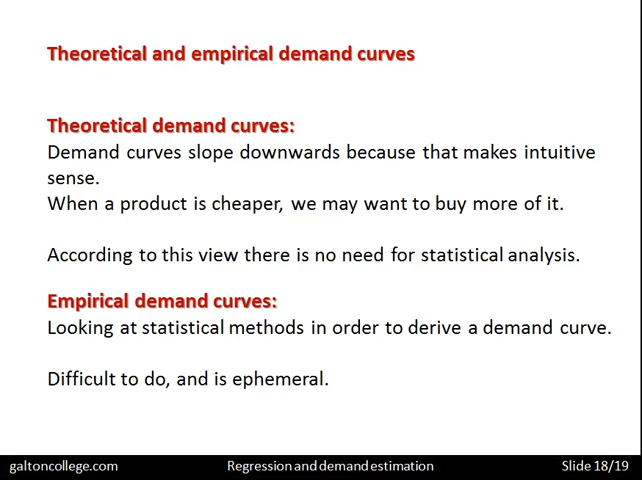 Theoretical and empirical demand curves
Theoretical demand curves:
Demand curves slope downwards because that makes intuitive
sense.
When a product is cheaper, we may want to buy more of it.
According to this view there is no need for statistical analysis.
Empirical demand curves:
Looking at statistical methods in order to derive a demand curve.
Difficult to do, and is ephemeral.
galtoncollege.com
Regression and demand estimation
Slide 18/19